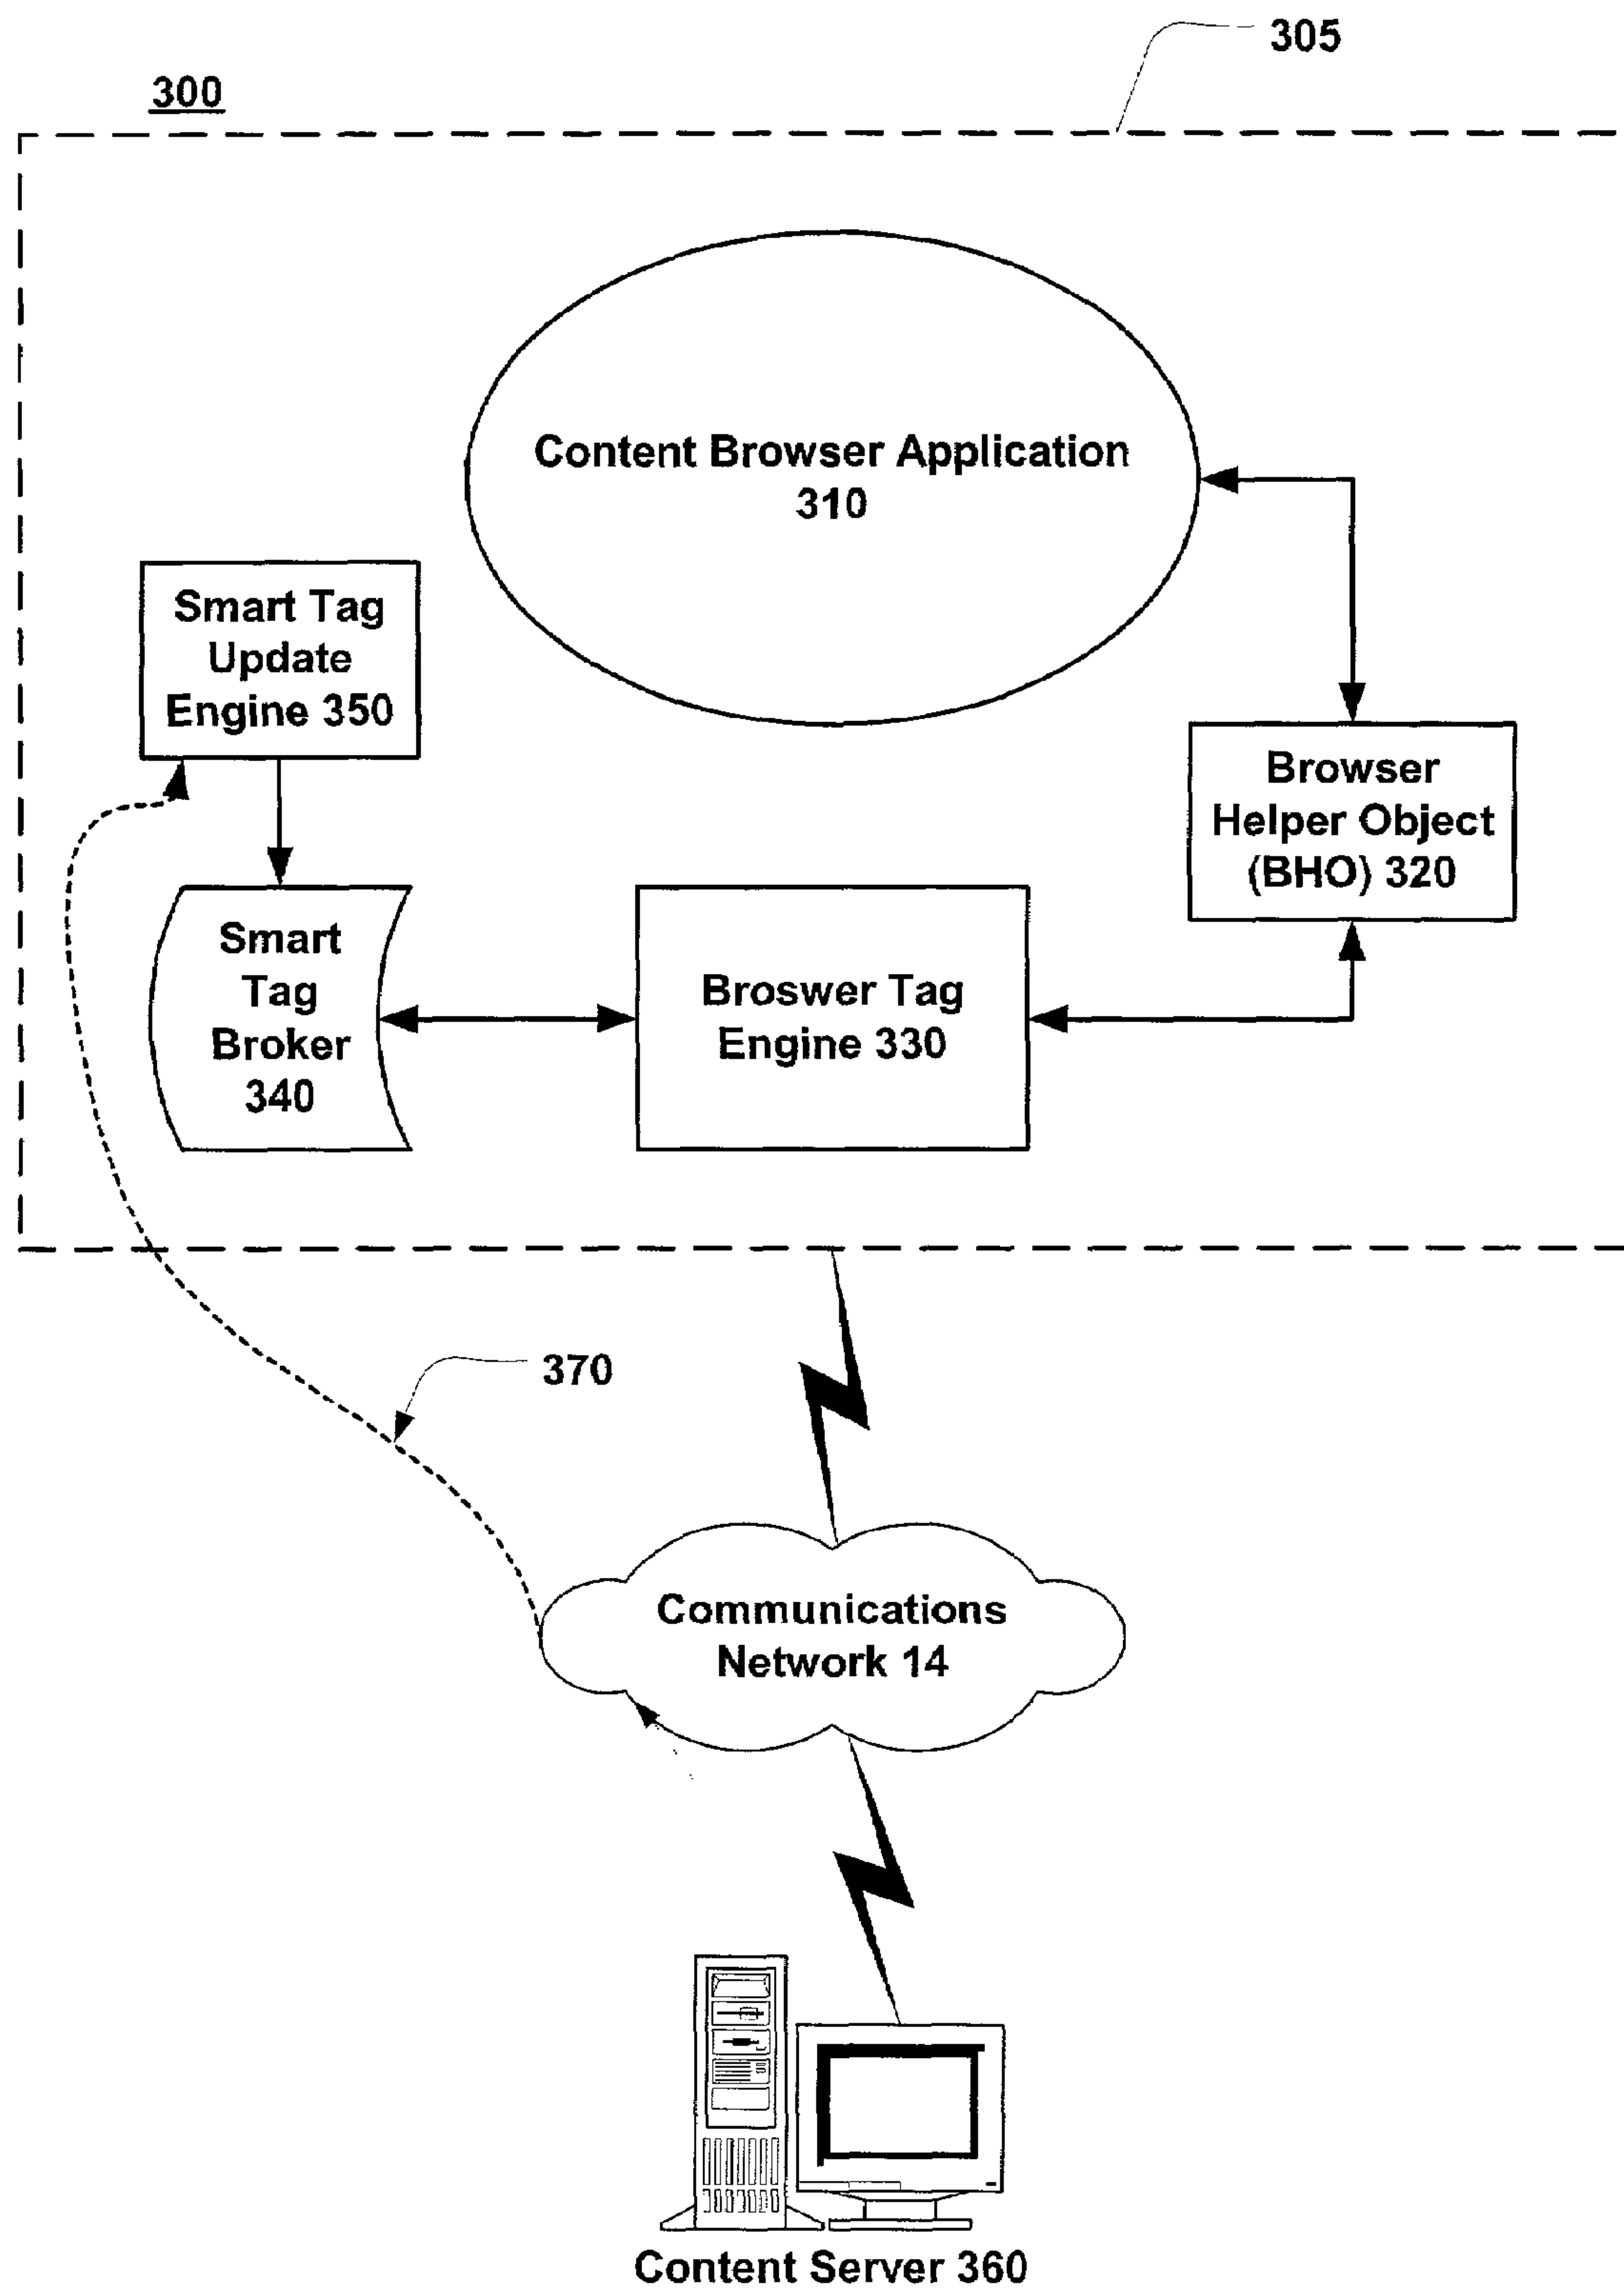 305
300
Content Browser Application
310
Smart Tag
Update
Engine 350
Browser
Helper Object
(BHO) 320
Smart
Tag
Broker
340
Broswer Tag
Engine 330
370
Communications
Network 14
Content Server 360